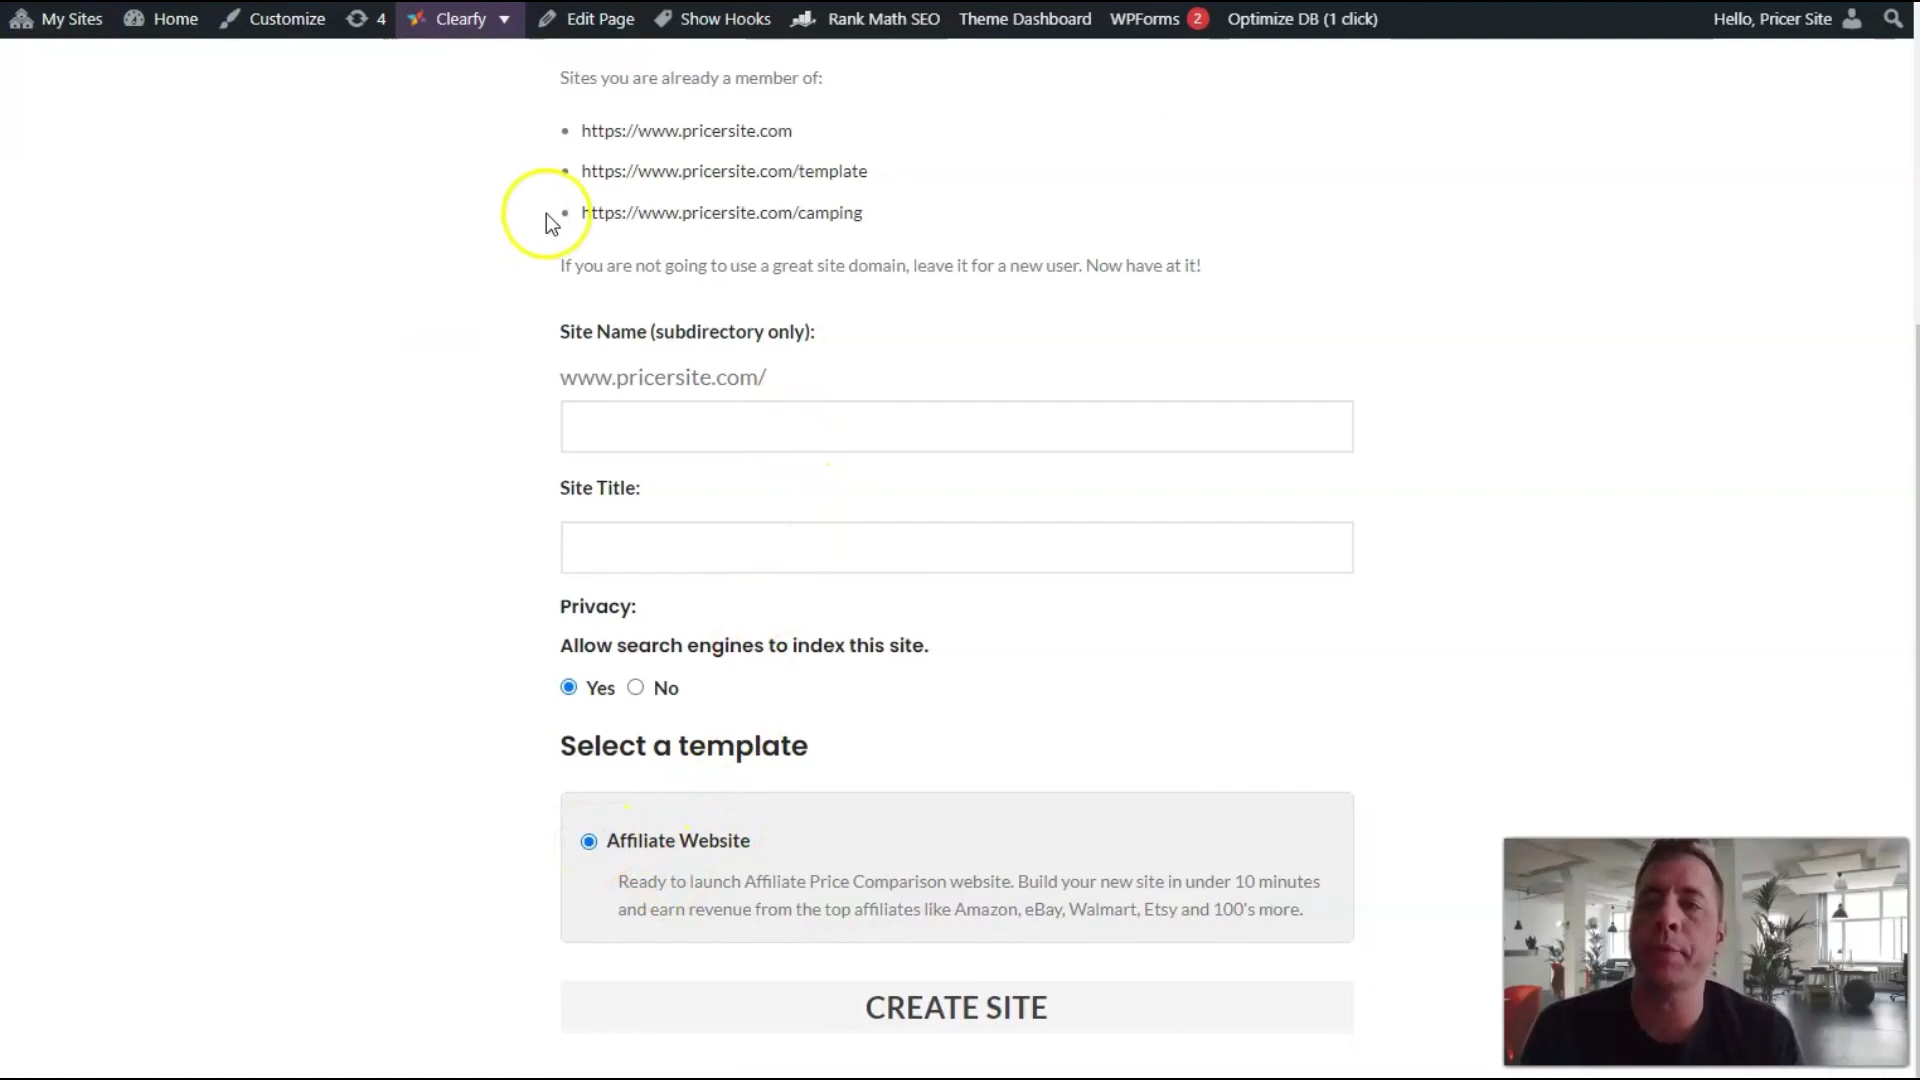 My Sites Home Customize 4 Clearfy ▼ Edit Page Show Hooks Rank Math SEO Theme Dashboard WPForms 2 Optimize DB (1 click) Hello, Pricer Site
Sites you are already a member of:
• https://www.pricersite.com
• https://www.pricersite.com/template
• https://www.pricersite.com/camping
If you are not going to use a great site domain, leave it for a new user. Now have at it!
Site Name (subdirectory only):
www.pricersite.com/
Site Title:
Privacy:
Allow search engines to index this site.
Yes No
Select a template
Affiliate Website
Ready to launch Affiliate Price Comparison website. Build your new site in under 10 minutes
and earn revenue from the top affiliates like Amazon, eBay, Walmart, Etsy and 100's more.
CREATE SITE